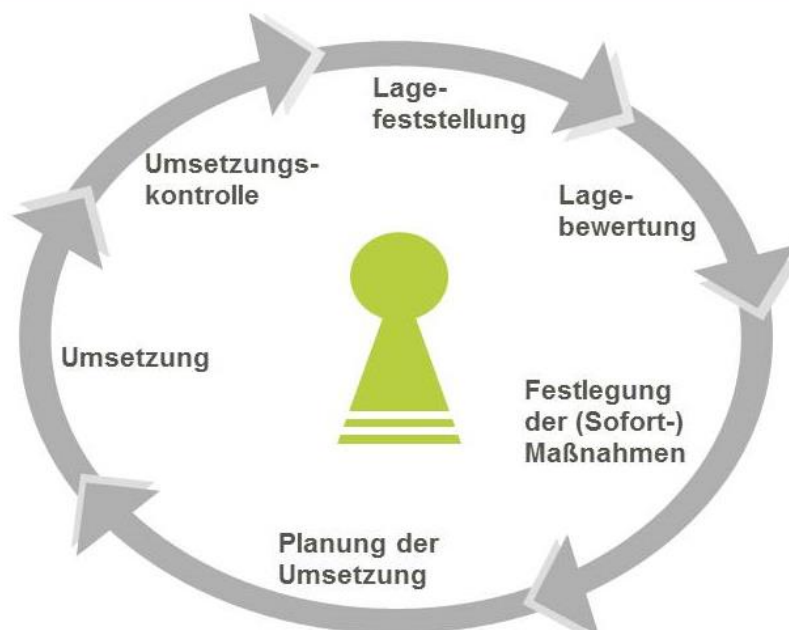 Lage-
feststellung
Lage-
bewertung
Festlegung
der (Sofort-)
Maßnahmen
Planung der
Umsetzung
Umsetzung
Umsetzungs-
kontrolle